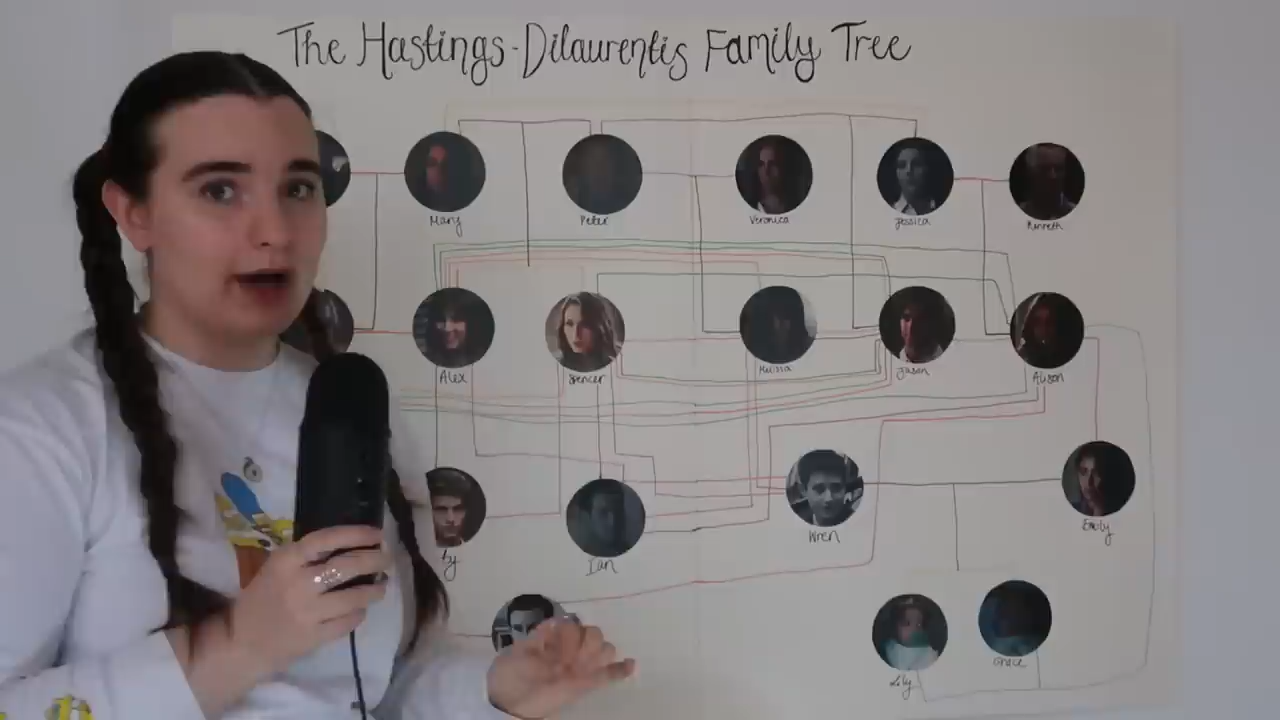 The Hastings-Dilaurentis Family Tree
Mary
Peter
Veronica
Jessica
Kenneth
Alex
Spencer
Melissa
Jason
Alison
Wren
Emily
Ian
Lily
Grace